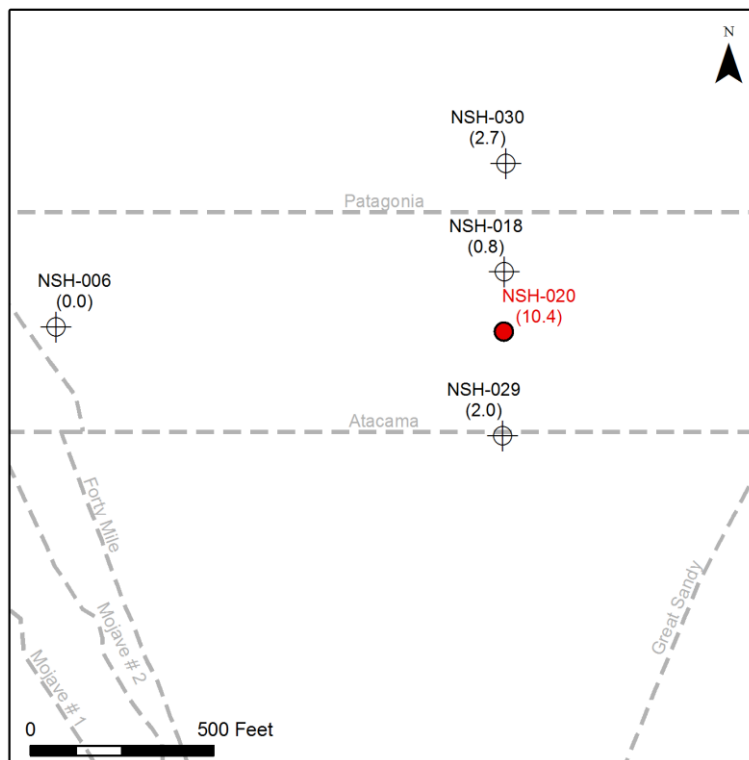 N
NSH-030
(2.7)
Patagonia
NSH-018
(0.8)
NSH-006
(0.0)
NSH-020
(10.4)
NSH-029
(2.0)
Atacama
Forty Mile
Great Sandy
Mojave # 2
Mojave # 1
0 500 Feet